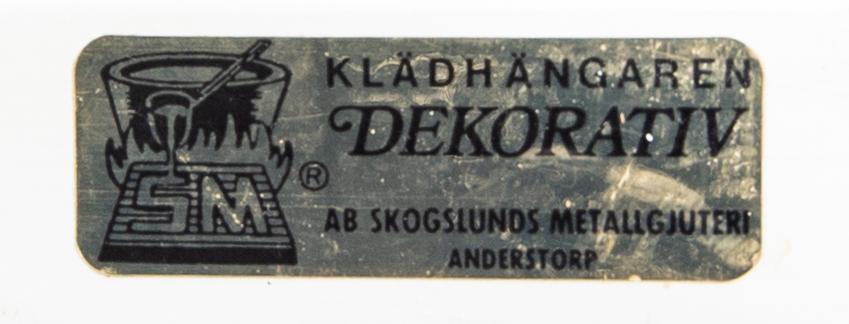 KLÄDHÄNGAREN
DEKORATIV
SM ®
AB SKOGSLUNDS METALLGJUTERI
ANDERSTORP